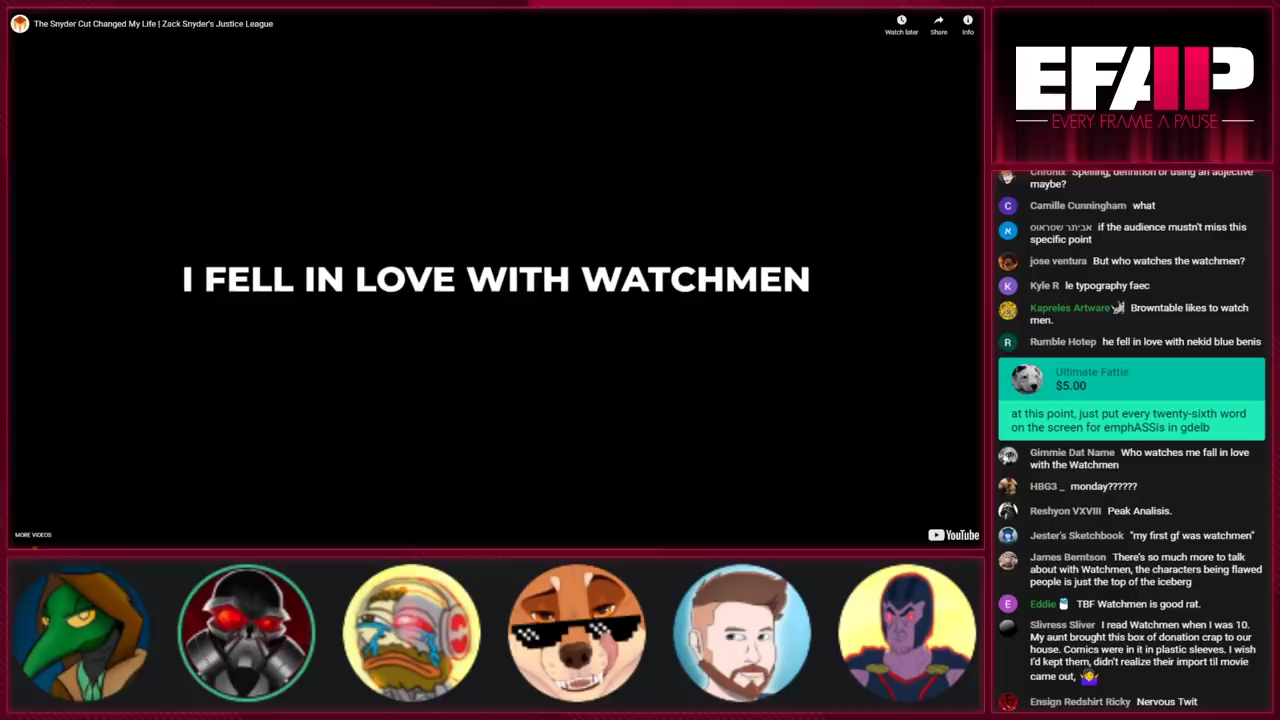 The Snyder Cut Changed My Life | Zack Snyder's Justice League
Watch later
Share
Info
I FELL IN LOVE WITH WATCHMEN
MORE VIDEOS
YouTube
EFAP
EVERY FRAME A PAUSE
Chronix Spelling, definition or using an adjective
maybe?
C
Camille Cunningham what
א
אביתר שטראוס if the audience mustn't miss this
specific point
jose ventura But who watches the watchmen?
K
Kyle R le typography faec
Kapreles Artware Browntable likes to watch
men.
R
Rumble Hotep he fell in love with nekid blue benis
Ultimate Fattie
$5.00
at this point, just put every twenty-sixth word
on the screen for emphASSis in gdelb
Gimmie Dat Name Who watches me fall in love
with the Watchmen
HBG3 _ monday??????
Reshyon VXVIII Peak Analisis.
Jester's Sketchbook "my first gf was watchmen"
James Berntson There's so much more to talk
about with Watchmen, the characters being flawed
people is just the top of the iceberg
E
Eddie TBF Watchmen is good rat.
Slivress Sliver I read Watchmen when I was 10.
My aunt brought this box of donation crap to our
house. Comics were in it in plastic sleeves. I wish
I'd kept them, didn't realize their import til movie
came out,
Ensign Redshirt Ricky Nervous Twit